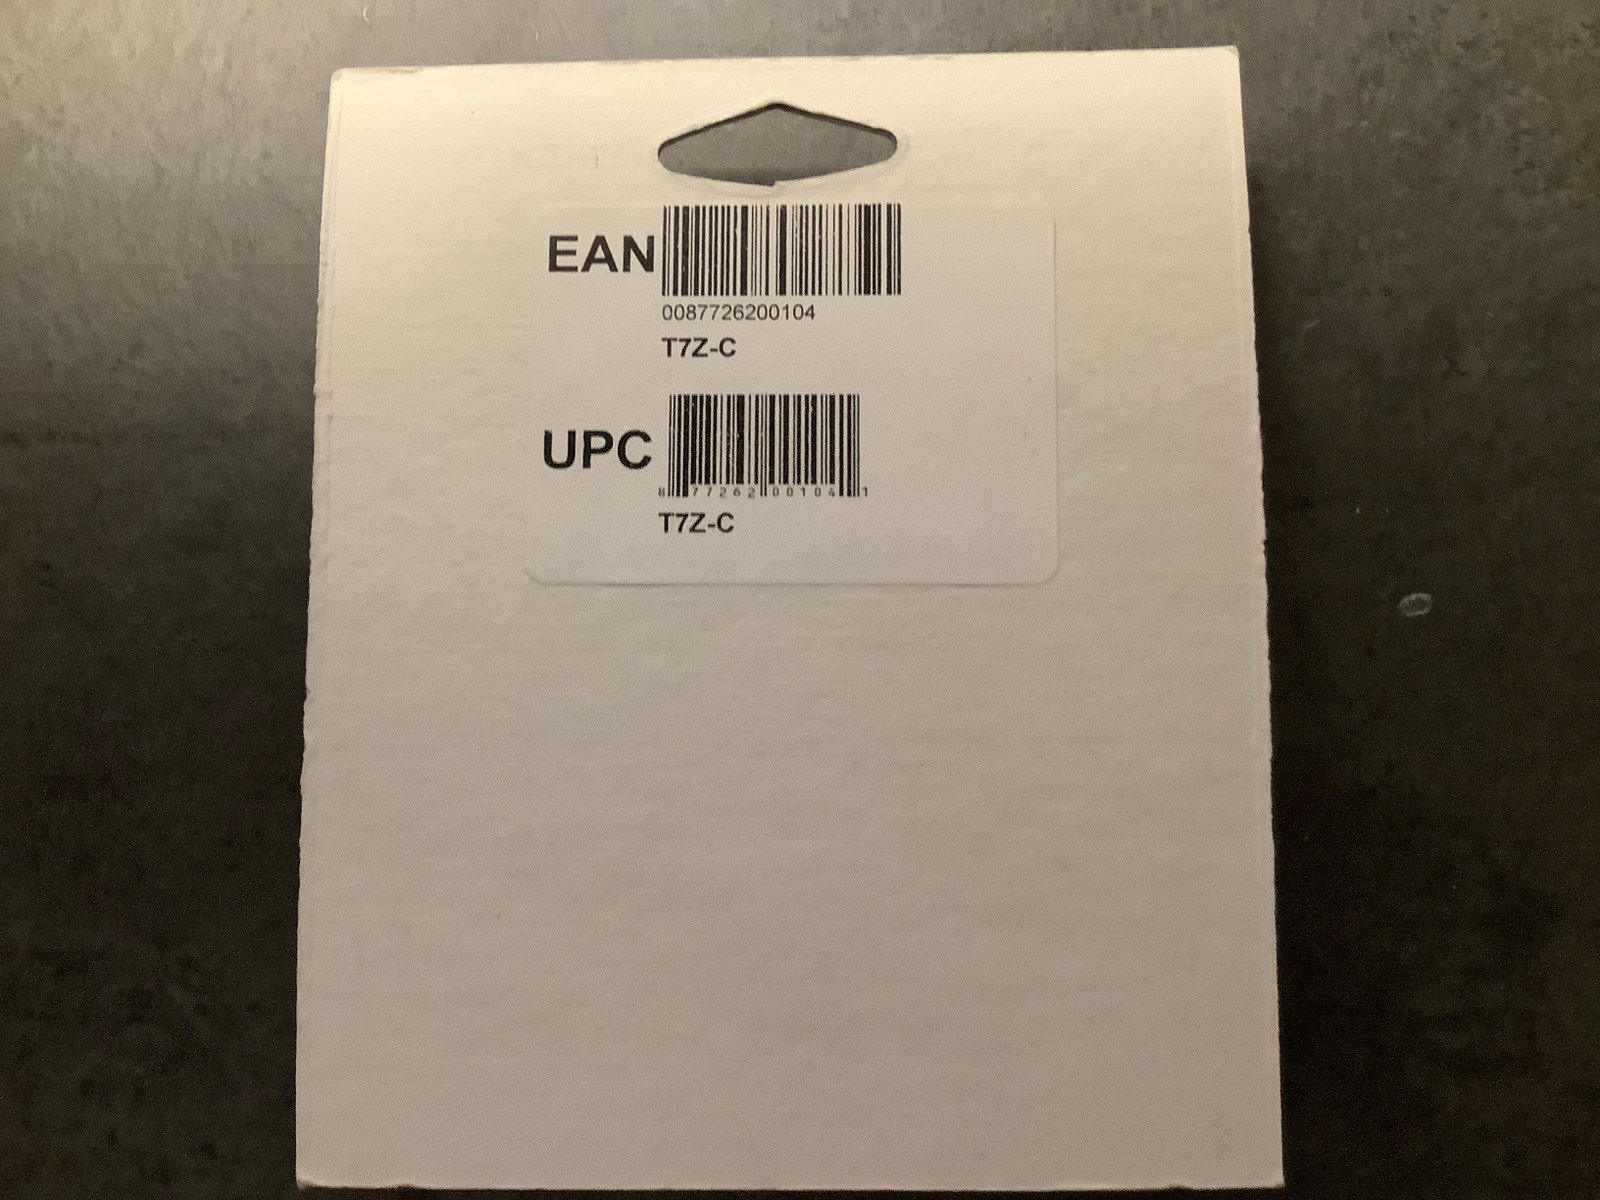 EAN
0087726200104
T7Z-C
UPC
8 77262 00104 1
T7Z-C